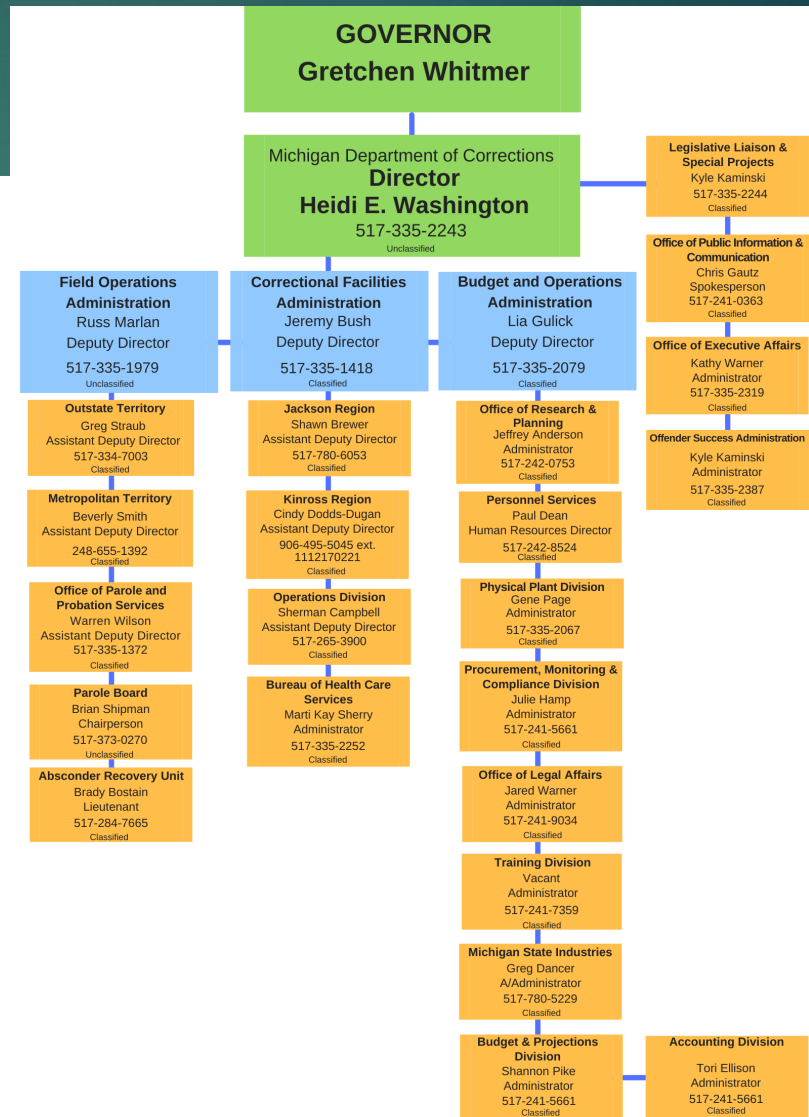 GOVERNOR
Gretchen Whitmer
Michigan Department of Corrections
Director
Heidi E. Washington
517-335-2243
Unclassified
Legislative Liaison &
Special Projects
Kyle Kaminski
517-335-2244
Classified
Office of Public Information &
Communication
Chris Gautz
Spokesperson
517-241-0363
Classified
Office of Executive Affairs
Kathy Warner
Administrator
517-335-2319
Classified
Offender Success Administration
Kyle Kaminski
Administrator
517-335-2387
Classified
Field Operations
Administration
Russ Marlan
Deputy Director
517-335-1979
Unclassified
Outstate Territory
Greg Straub
Assistant Deputy Director
517-334-7003
Classified
Metropolitan Territory
Beverly Smith
Assistant Deputy Director
248-655-1392
Classified
Office of Parole and
Probation Services
Warren Wilson
Assistant Deputy Director
517-335-1372
Classified
Parole Board
Brian Shipman
Chairperson
517-373-0270
Unclassified
Absconder Recovery Unit
Brady Bostain
Lieutenant
517-284-7665
Classified
Correctional Facilities
Administration
Jeremy Bush
Deputy Director
517-335-1418
Classified
Jackson Region
Shawn Brewer
Assistant Deputy Director
517-780-6053
Classified
Kinross Region
Cindy Dodds-Dugan
Assistant Deputy Director
906-495-5045 ext.
1112170221
Classified
Operations Division
Sherman Campbell
Assistant Deputy Director
517-265-3900
Classified
Bureau of Health Care
Services
Marti Kay Sherry
Administrator
517-335-2252
Classified
Budget and Operations
Administration
Lia Gulick
Deputy Director
517-335-2079
Classified
Office of Research &
Planning
Jeffrey Anderson
Administrator
517-242-0753
Classified
Personnel Services
Paul Dean
Human Resources Director
517-242-8524
Classified
Physical Plant Division
Gene Page
Administrator
517-335-2067
Classified
Procurement, Monitoring &
Compliance Division
Julie Hamp
Administrator
517-241-5661
Classified
Office of Legal Affairs
Jared Warner
Administrator
517-241-9034
Classified
Training Division
Vacant
Administrator
517-241-7359
Classified
Michigan State Industries
Greg Dancer
A/Administrator
517-780-5229
Classified
Budget & Projections
Division
Shannon Pike
Administrator
517-241-5661
Classified
Accounting Division
Tori Ellison
Administrator
517-241-5661
Classified